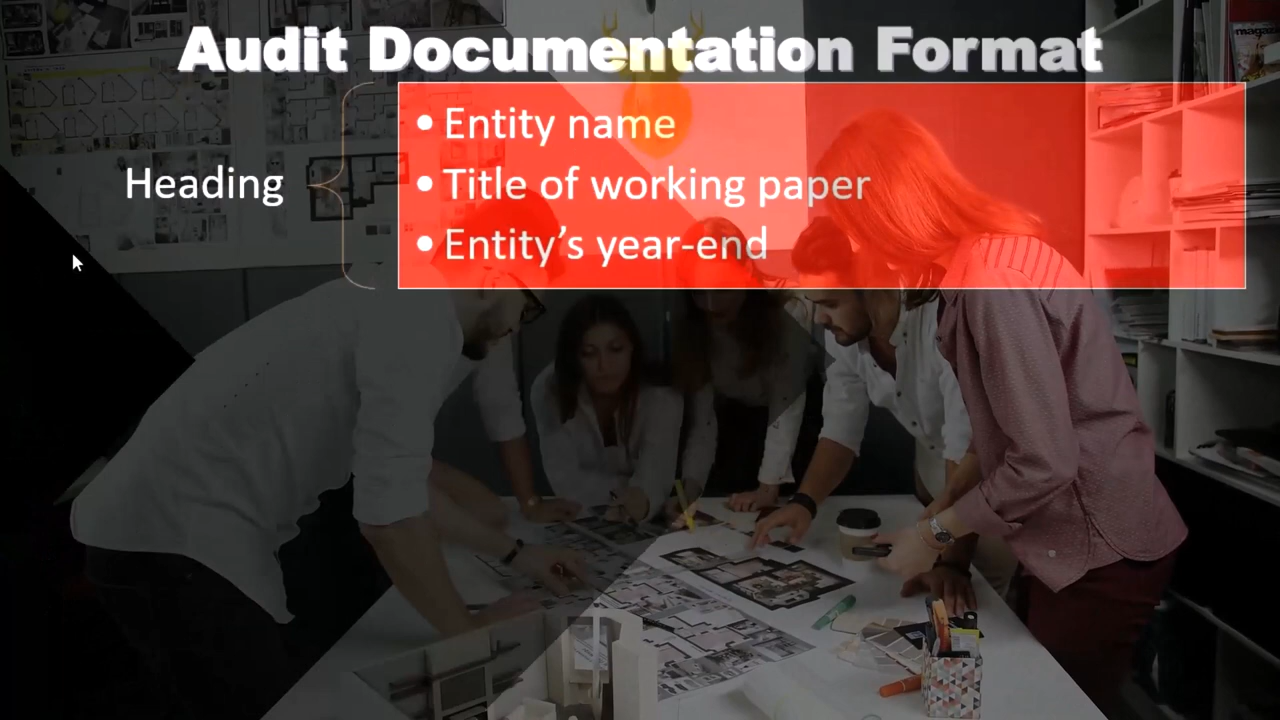 Audit Documentation Format
Heading
• Entity name
• Title of working paper
• Entity's year-end